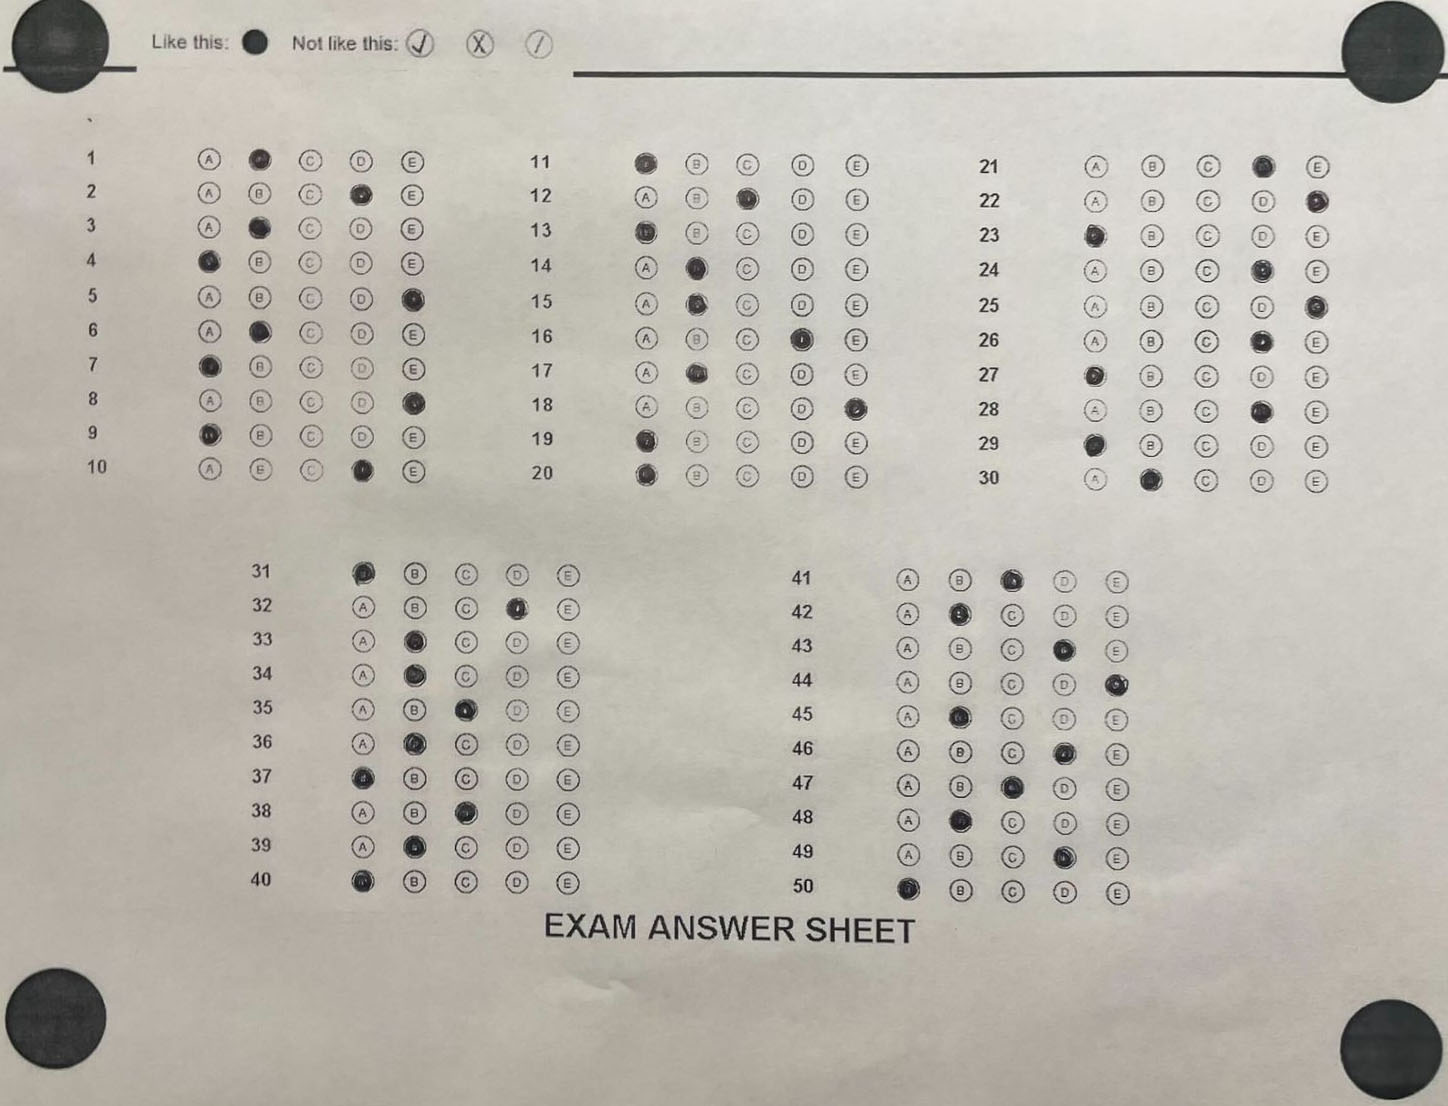 Like this: Not like this:
1 A C D E 11 B C D E 21 A B C E
2 A B C E 12 A B D E 22 A B C D
3 A C D E 13 B C D E 23 B C D E
4 B C D E 14 A C D E 24 A B C E
5 A B C D 15 A C D E 25 A B C D
6 A C D E 16 A B C E 26 A B C E
7 B C D E 17 A C D E 27 B C D E
8 A B C D 18 A B C D 28 A B C E
9 B C D E 19 B C D E 29 B C D E
10 A B C E 20 B C D E 30 A C D E
31 B C D E 41 A B D E
32 A B C E 42 A C D E
33 A C D E 43 A B C E
34 A C D E 44 A B C D
35 A B D E 45 A C D E
36 A C D E 46 A B C E
37 B C D E 47 A B D E
38 A B D E 48 A C D E
39 A C D E 49 A B C E
40 B C D E 50 B C D E
EXAM ANSWER SHEET